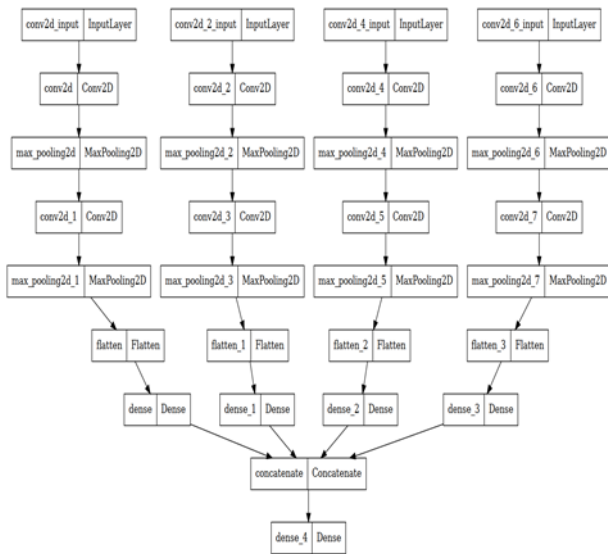 conv2d_input InputLayer conv2d_2_input InputLayer conv2d_4_input InputLayer conv2d_6_input InputLayer
conv2d Conv2D conv2d_2 Conv2D conv2d_4 Conv2D conv2d_6 Conv2D
max_pooling2d MaxPooling2D max_pooling2d_2 MaxPooling2D max_pooling2d_4 MaxPooling2D max_pooling2d_6 MaxPooling2D
conv2d_1 Conv2D conv2d_3 Conv2D conv2d_5 Conv2D conv2d_7 Conv2D
max_pooling2d_1 MaxPooling2D max_pooling2d_3 MaxPooling2D max_pooling2d_5 MaxPooling2D max_pooling2d_7 MaxPooling2D
flatten Flatten flatten_1 Flatten flatten_2 Flatten flatten_3 Flatten
dense Dense dense_1 Dense dense_2 Dense dense_3 Dense
concatenate Concatenate
dense_4 Dense